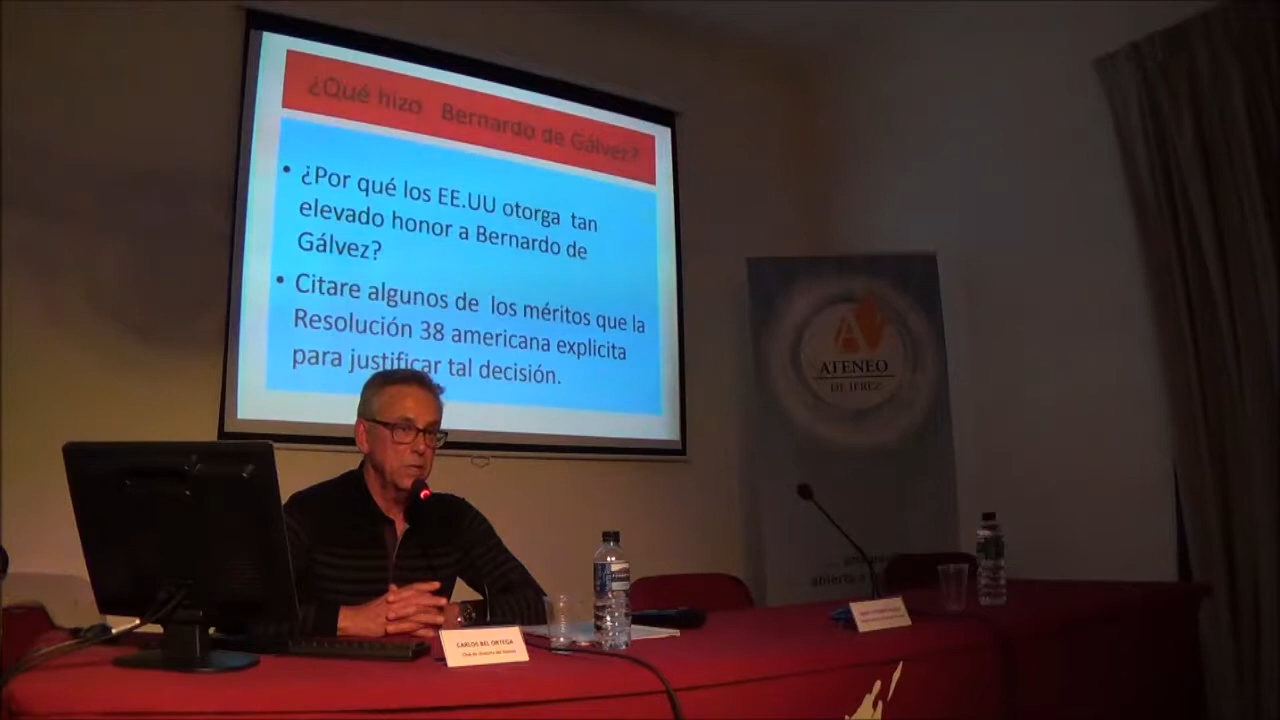 ¿Qué hizo Bernardo de Gálvez?
• ¿Por qué los EE.UU otorga tan
elevado honor a Bernardo de
Gálvez?
• Citare algunos de los méritos que la
Resolución 38 americana explicita
para justificar tal decisión.
A
ATENEO
DE JEREZ
abierta a
CARLOS BEL ORTEGA